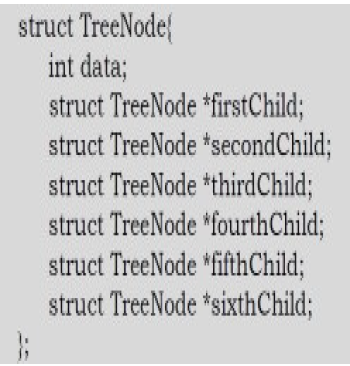 struct TreeNode{
int data;
struct TreeNode *firstChild;
struct TreeNode *secondChild;
struct TreeNode *thirdChild;
struct TreeNode *fourthChild;
struct TreeNode *fifthChild;
struct TreeNode *sixthChild;
};